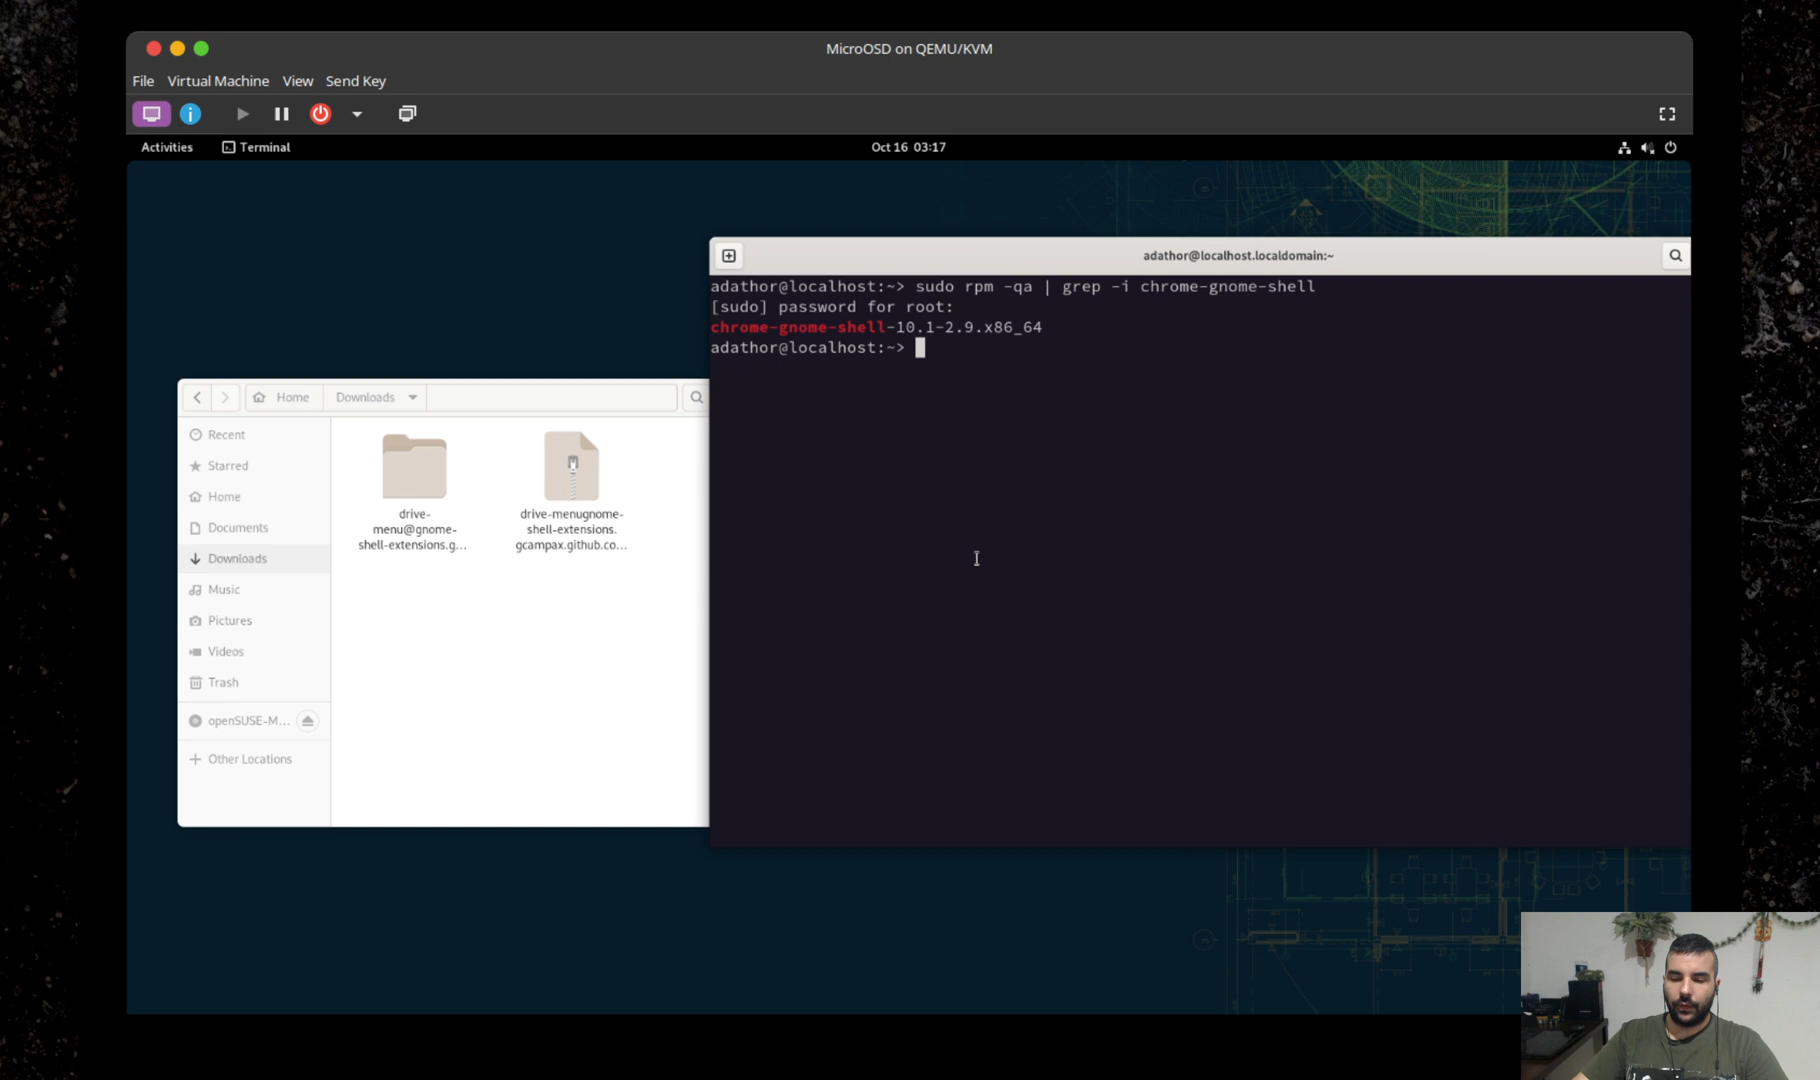 MicroOSD on QEMU/KVM
File Virtual Machine View Send Key
Activities Terminal Oct 16 03:17
adathor@localhost.localdomain:~
adathor@localhost:~> sudo rpm -qa | grep -i chrome-gnome-shell
[sudo] password for root:
chrome-gnome-shell-10.1-2.9.x86_64
adathor@localhost:~>
Home Downloads
Recent
Starred
Home
Documents
Downloads
Music
Pictures
Videos
Trash
openSUSE-M...
Other Locations
drive-
menu@gnome-
shell-extensions.g...
drive-menugnome-
shell-extensions.
gcampax.github.co...